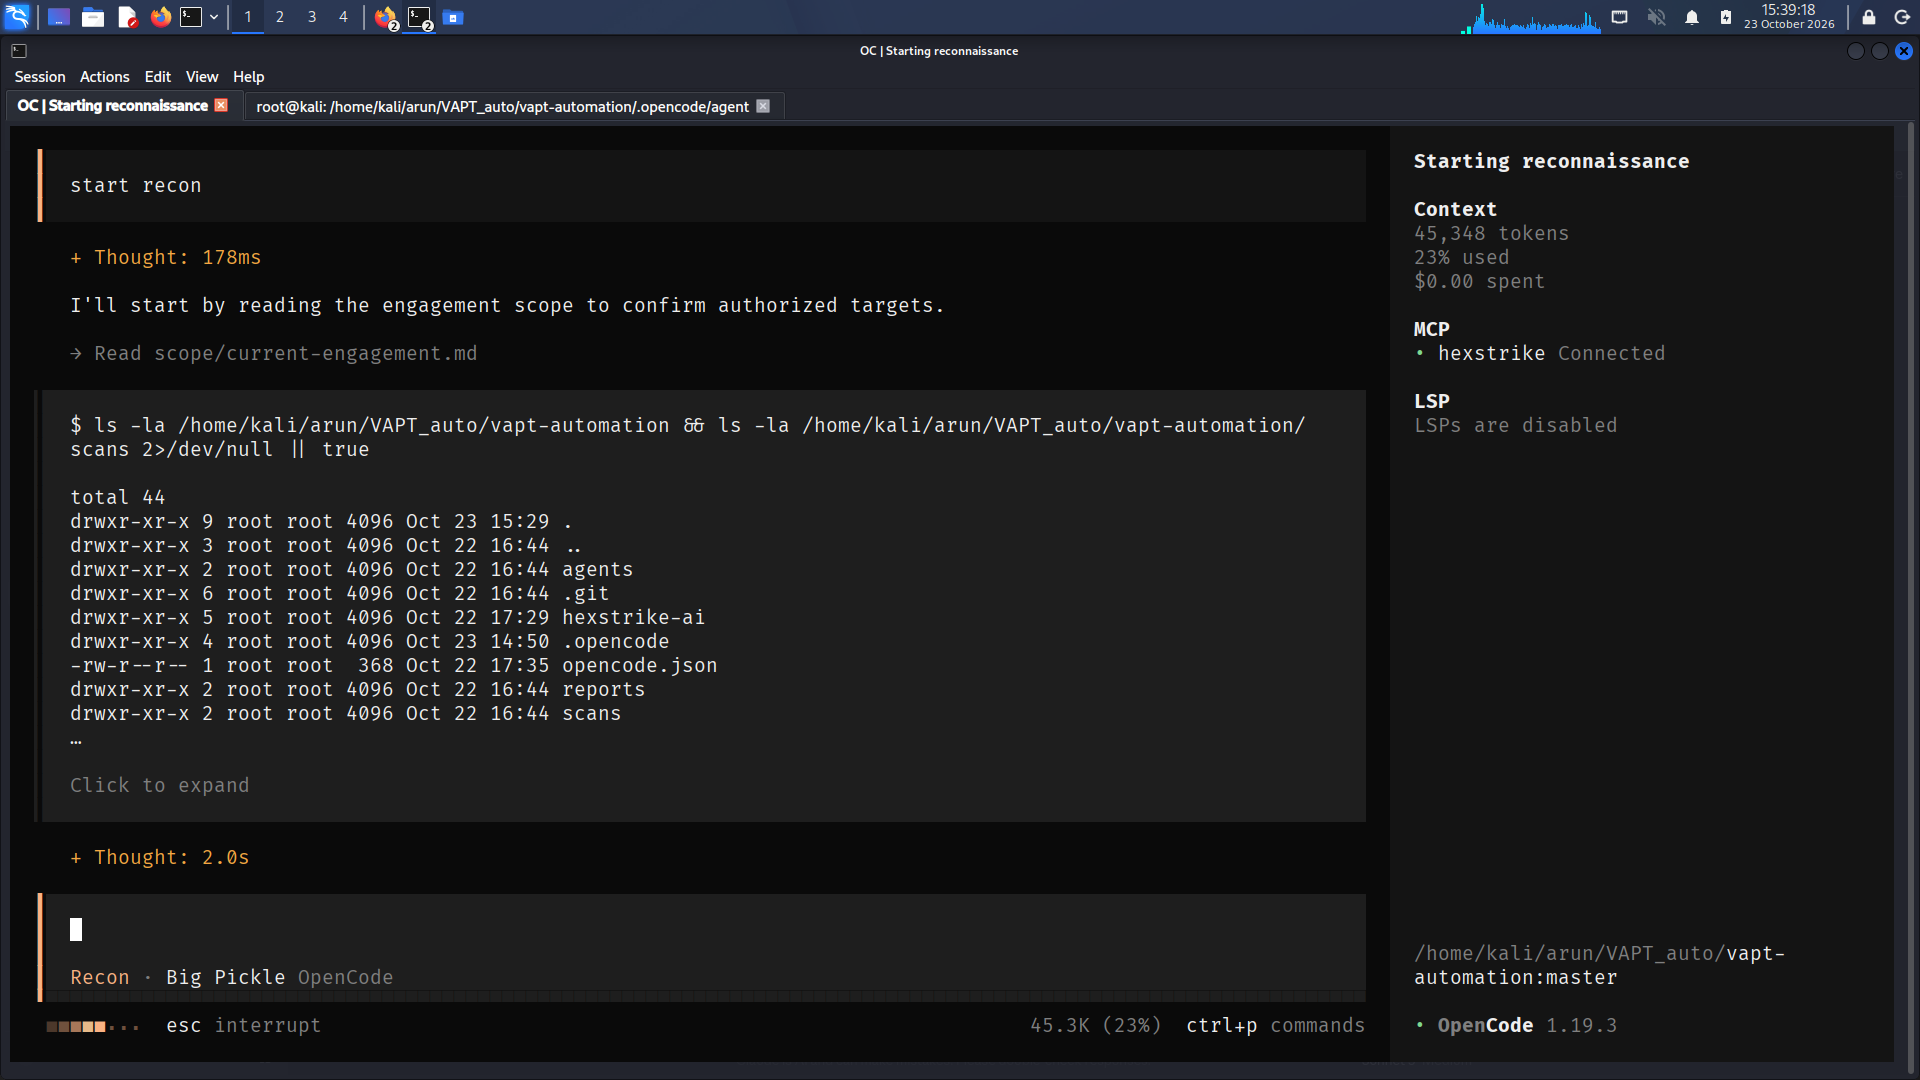 1 2 3 4
2
2
15:39:18
23 October 2026
OC | Starting reconnaissance
Session Actions Edit View Help
OC | Starting reconnaissance
root@kali: /home/kali/arun/VAPT_auto/vapt-automation/.opencode/agent
start recon
+ Thought: 178ms
I'll start by reading the engagement scope to confirm authorized targets.
→ Read scope/current-engagement.md
$ ls -la /home/kali/arun/VAPT_auto/vapt-automation && ls -la /home/kali/arun/VAPT_auto/vapt-automation/
scans 2>/dev/null || true
total 44
drwxr-xr-x 9 root root 4096 Oct 23 15:29 .
drwxr-xr-x 3 root root 4096 Oct 22 16:44 ..
drwxr-xr-x 2 root root 4096 Oct 22 16:44 agents
drwxr-xr-x 6 root root 4096 Oct 22 16:44 .git
drwxr-xr-x 5 root root 4096 Oct 22 17:29 hexstrike-ai
drwxr-xr-x 4 root root 4096 Oct 23 14:50 .opencode
-rw-r--r-- 1 root root  368 Oct 22 17:35 opencode.json
drwxr-xr-x 2 root root 4096 Oct 22 16:44 reports
drwxr-xr-x 2 root root 4096 Oct 22 16:44 scans
…
Click to expand
+ Thought: 2.0s
Recon · Big Pickle OpenCode
esc interrupt
45.3K (23%) ctrl+p commands
Starting reconnaissance
Context
45,348 tokens
23% used
$0.00 spent
MCP
• hexstrike Connected
LSP
LSPs are disabled
/home/kali/arun/VAPT_auto/vapt-
automation:master
• OpenCode 1.19.3